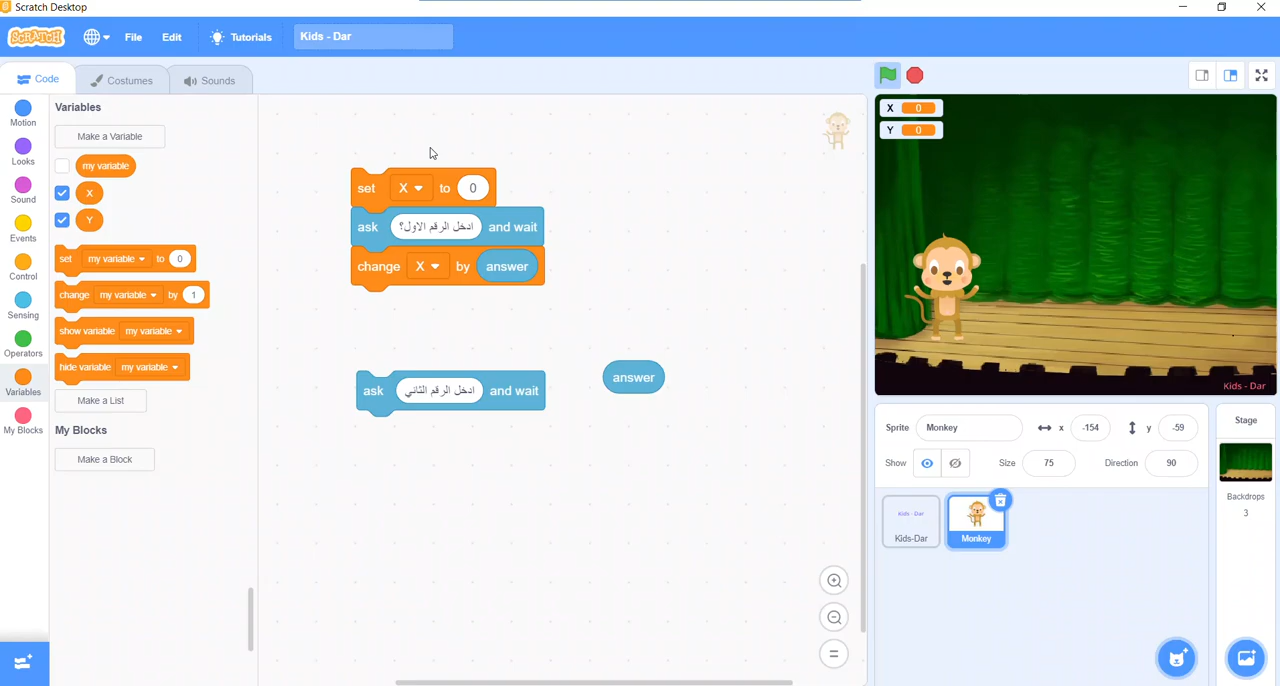 Scratch Desktop
SCRATCH File Edit Tutorials Kids - Dar
Code Costumes Sounds
Motion
Looks
Sound
Events
Control
Sensing
Operators
Variables
My Blocks
Variables
Make a Variable
my variable
X
Y
set my variable to 0
change my variable by 1
show variable my variable
hide variable my variable
Make a List
My Blocks
Make a Block
set X to 0
ask ادخل الرقم الاول؟ and wait
change X by answer
ask ادخل الرقم الثاني and wait
answer
X 0
Y 0
Kids - Dar
Sprite Monkey x -154 y -59
Show Size 75 Direction 90
Kids - Dar
Kids-Dar
Monkey
Stage
Backdrops
3